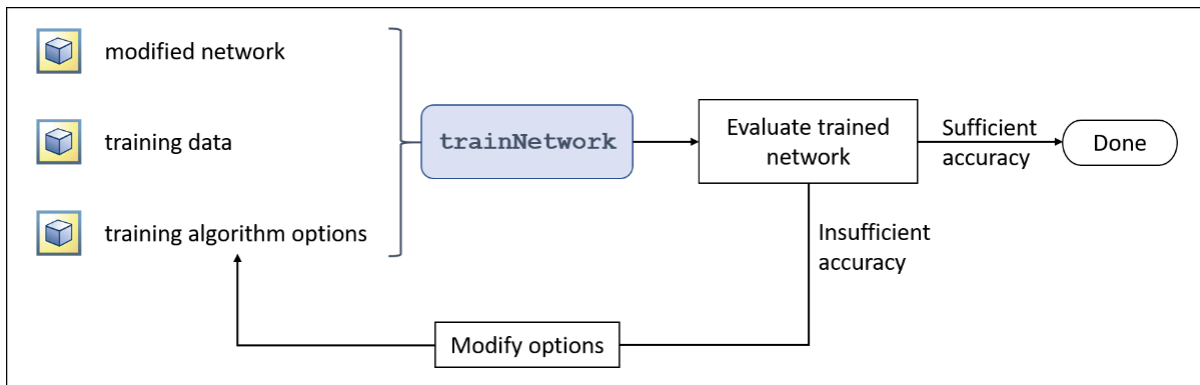 modified network
training data
training algorithm options
trainNetwork
Evaluate trained
network
Sufficient
accuracy
Done
Insufficient
accuracy
Modify options